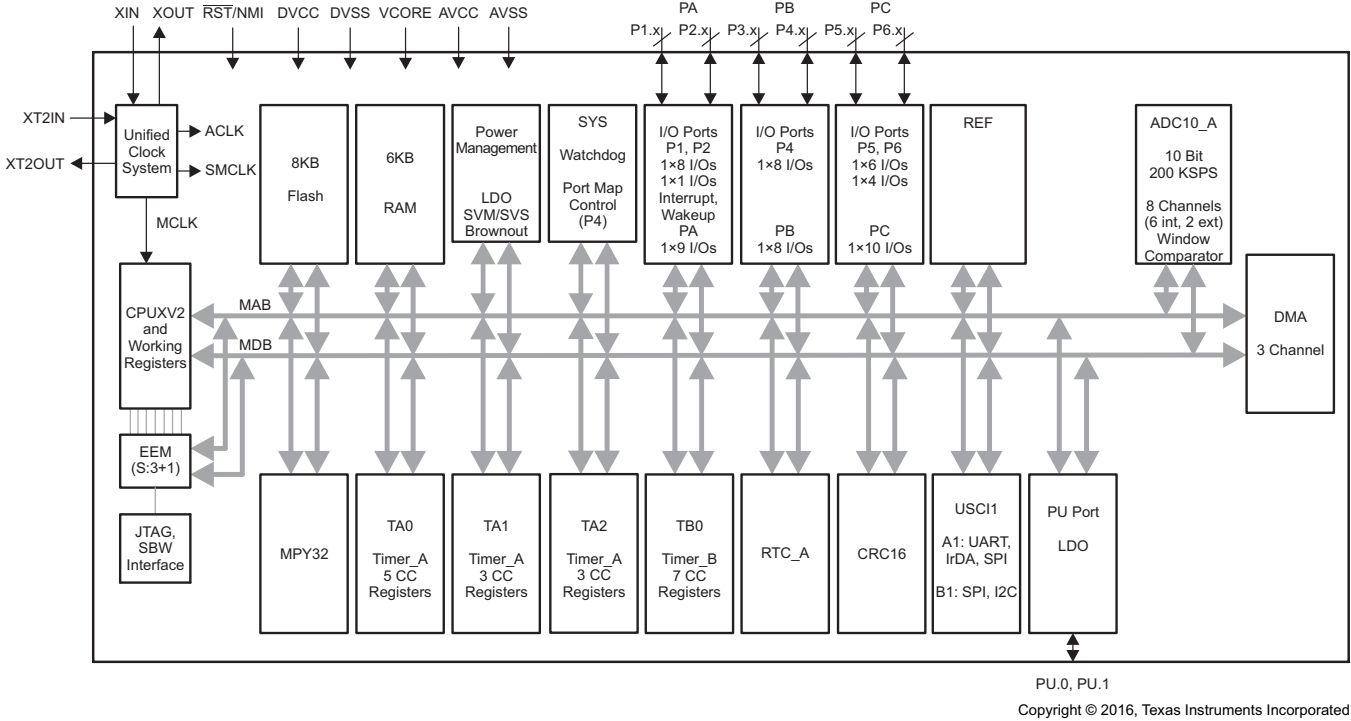 XIN XOUT RST/NMI DVCC DVSS VCORE AVCC AVSS
PA PB PC
P1.x P2.x P3.x P4.x P5.x P6.x
XT2IN
XT2OUT
Unified
Clock
System
ACLK
SMCLK
MCLK
8KB
Flash
6KB
RAM
Power
Management
LDO
SVM/SVS
Brownout
SYS
Watchdog
Port Map
Control
(P4)
I/O Ports
P1, P2
1×8 I/Os
1×1 I/Os
Interrupt,
Wakeup
PA
1×9 I/Os
I/O Ports
P4
1×8 I/Os
PB
1×8 I/Os
I/O Ports
P5, P6
1×6 I/Os
1×4 I/Os
PC
1×10 I/Os
REF
ADC10_A
10 Bit
200 KSPS
8 Channels
(6 int, 2 ext)
Window
Comparator
CPUXV2
and
Working
Registers
MAB
MDB
DMA
3 Channel
EEM
(S:3+1)
JTAG,
SBW
Interface
MPY32
TA0
Timer_A
5 CC
Registers
TA1
Timer_A
3 CC
Registers
TA2
Timer_A
3 CC
Registers
TB0
Timer_B
7 CC
Registers
RTC_A
CRC16
USCI1
A1: UART,
IrDA, SPI
B1: SPI, I2C
PU Port
LDO
PU.0, PU.1
Copyright © 2016, Texas Instruments Incorporated